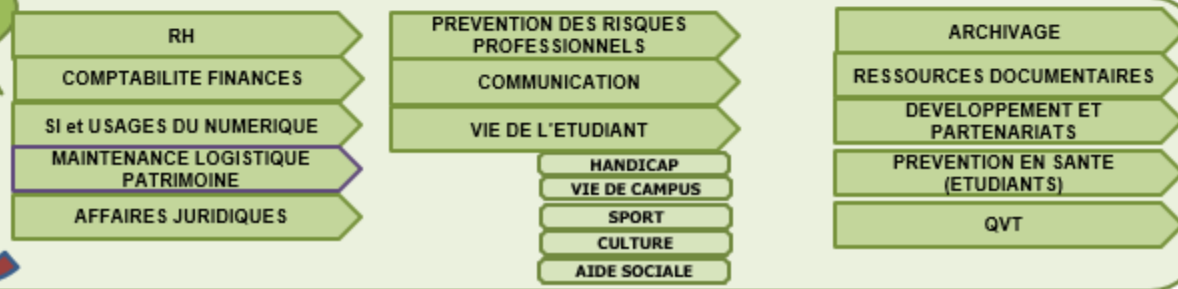 RH
COMPTABILITE FINANCES
SI et USAGES DU NUMERIQUE
MAINTENANCE LOGISTIQUE
PATRIMOINE
AFFAIRES JURIDIQUES
PREVENTION DES RISQUES
PROFESSIONNELS
COMMUNICATION
VIE DE L'ETUDIANT
HANDICAP
VIE DE CAMPUS
SPORT
CULTURE
AIDE SOCIALE
ARCHIVAGE
RESSOURCES DOCUMENTAIRES
DEVELOPPEMENT ET
PARTENARIATS
PREVENTION EN SANTE
(ETUDIANTS)
QVT